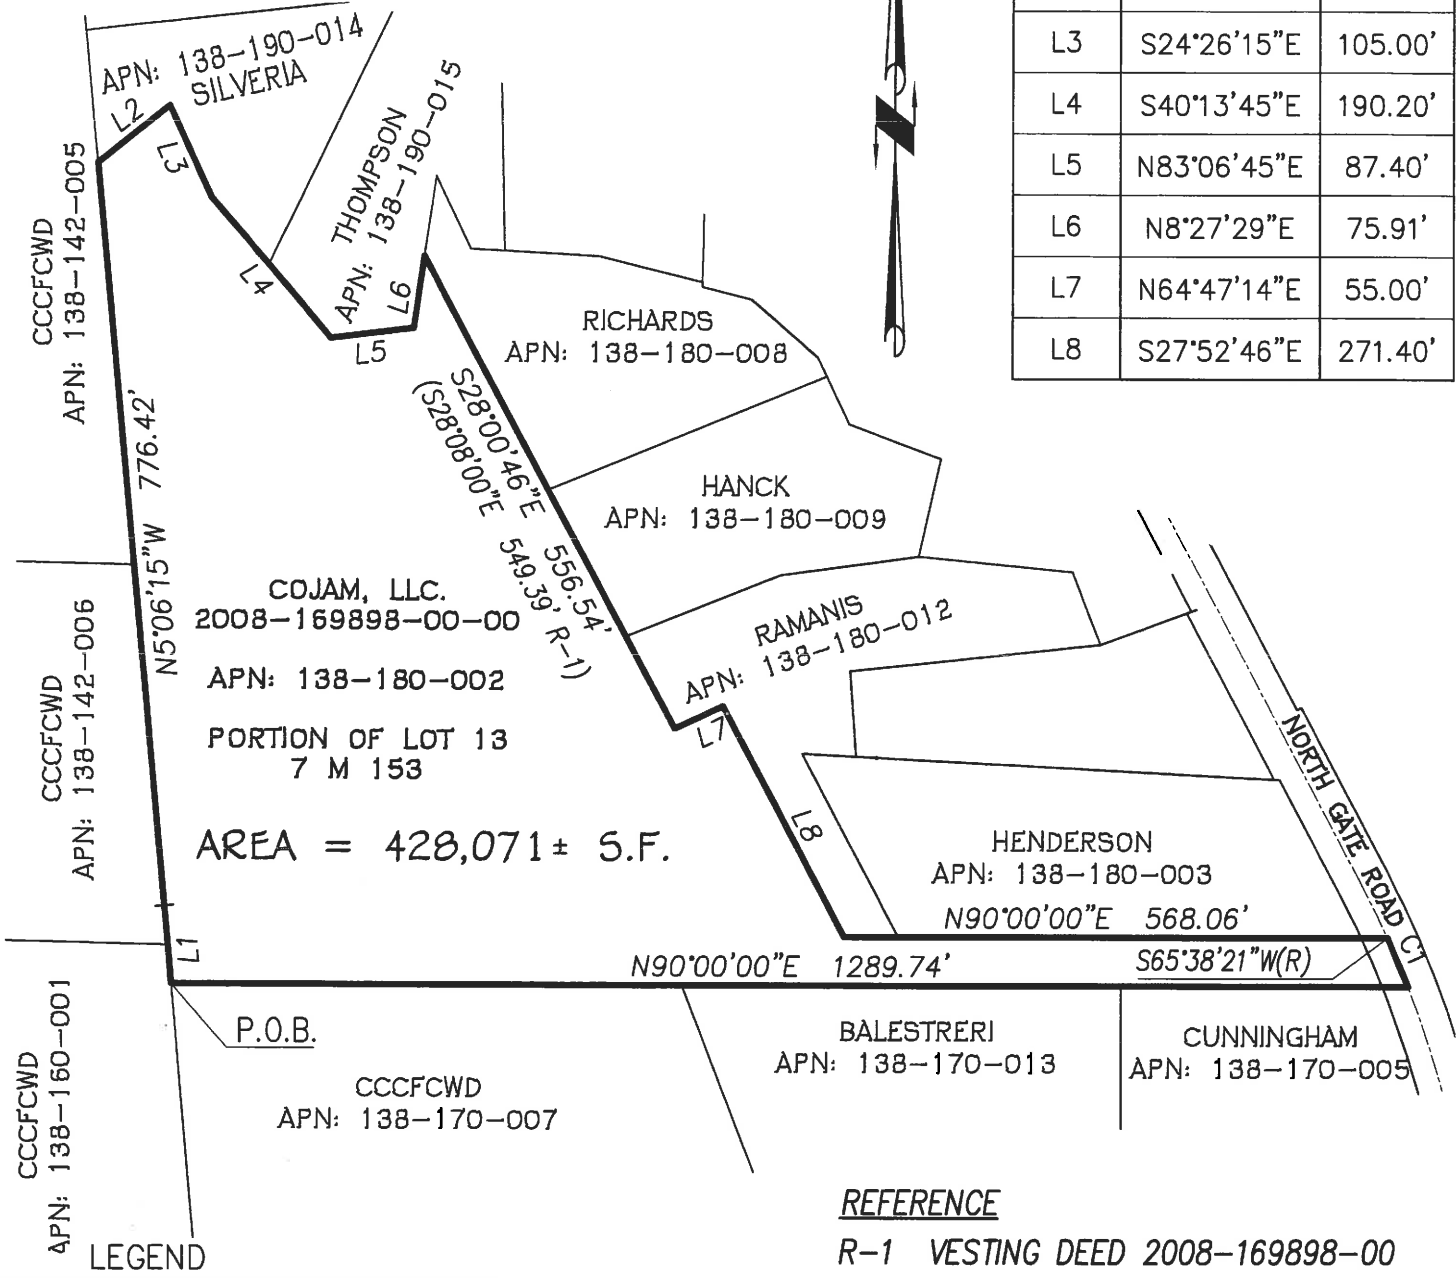 L3 S24°26'15"E 105.00'
L4 S40°13'45"E 190.20'
L5 N83°06'45"E 87.40'
L6 N8°27'29"E 75.91'
L7 N64°47'14"E 55.00'
L8 S27°52'46"E 271.40'
APN: 138-190-014
SILVERIA
L2
L3
THOMPSON
APN: 138-190-015
CCCFCWD
APN: 138-142-005
L4
L5
L6
RICHARDS
APN: 138-180-008
S28°00'46"E 556.54'
(S28°08'00"E 549.39' R-1)
HANCK
APN: 138-180-009
N5°06'15"W 776.42'
COJAM, LLC.
2008-169898-00-00
APN: 138-180-002
PORTION OF LOT 13
7 M 153
AREA = 428,071± S.F.
RAMANIS
APN: 138-180-012
CCCFCWD
APN: 138-142-006
L7
L8
NORTH GATE ROAD
HENDERSON
APN: 138-180-003
N90°00'00"E 568.06'
C1
L1
N90°00'00"E 1289.74'
S65°38'21"W(R)
P.O.B.
CCCFCWD
APN: 138-160-001
CCCFCWD
APN: 138-170-007
BALESTRERI
APN: 138-170-013
CUNNINGHAM
APN: 138-170-005
LEGEND
REFERENCE
R-1 VESTING DEED 2008-169898-00